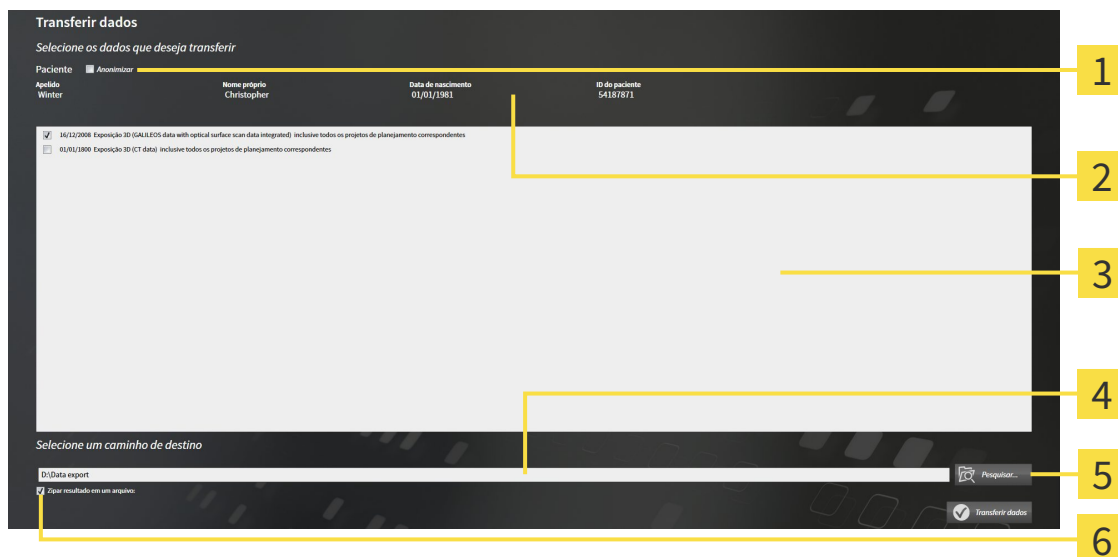 Transferir dados
Selecione os dados que deseja transferir
Paciente Anonimizar
Apelido Nome próprio Data de nascimento ID do paciente
Winter Christopher 01/01/1981 54187871
16/12/2008 Exposição 3D (GALILEOS data with optical surface scan data integrated) inclusive todos os projetos de planejamento correspondentes
01/01/1800 Exposição 3D (CT data) inclusive todos os projetos de planejamento correspondentes
Selecione um caminho de destino
D:\Data export
Pesquisar...
Zipar resultado em um arquivo:
Transferir dados
1
2
3
4
5
6